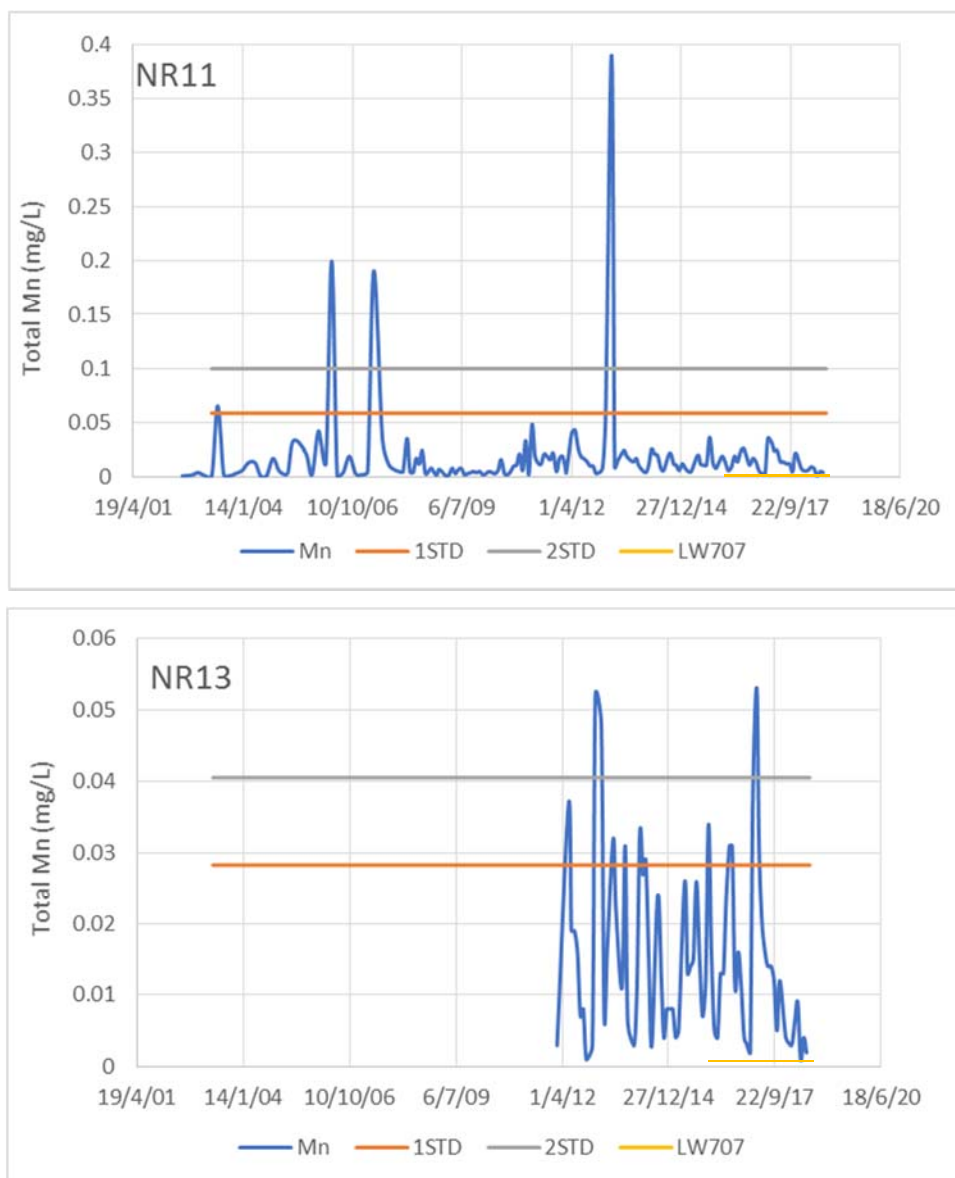 NR11
Total Mn (mg/L)
0.4
0.35
0.3
0.25
0.2
0.15
0.1
0.05
0
19/4/01 14/1/04 10/10/06 6/7/09 1/4/12 27/12/14 22/9/17 18/6/20
Mn 1STD 2STD LW707
NR13
Total Mn (mg/L)
0.06
0.05
0.04
0.03
0.02
0.01
0
19/4/01 14/1/04 10/10/06 6/7/09 1/4/12 27/12/14 22/9/17 18/6/20
Mn 1STD 2STD LW707